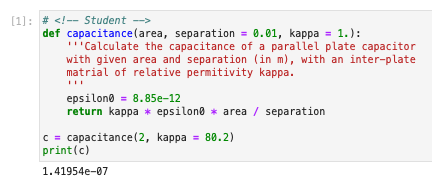 [1]: # <!-- Student -->
def capacitance(area, separation = 0.01, kappa = 1.):
    '''Calculate the capacitance of a parallel plate capacitor
    with given area and separation (in m), with an inter-plate
    matrial of relative permitivity kappa.
    '''
    epsilon0 = 8.85e-12
    return kappa * epsilon0 * area / separation

c = capacitance(2, kappa = 80.2)
print(c)
1.41954e-07